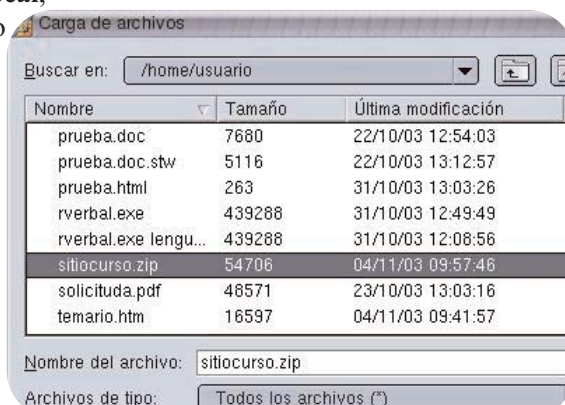 Carga de archivos
Buscar en: /home/usuario
Nombre Tamaño Última modificación
prueba.doc 7680 22/10/03 12:54:03
prueba.doc.stw 5116 22/10/03 13:12:57
prueba.html 263 31/10/03 13:03:26
rverbal.exe 439288 31/10/03 12:49:49
rverbal.exe lengu... 439288 31/10/03 12:08:56
sitiocurso.zip 54706 04/11/03 09:57:46
solicituda.pdf 48571 23/10/03 13:03:16
temario.htm 16597 04/11/03 09:41:57
Nombre del archivo: sitiocurso.zip
Archivos de tipo: Todos los archivos (*)